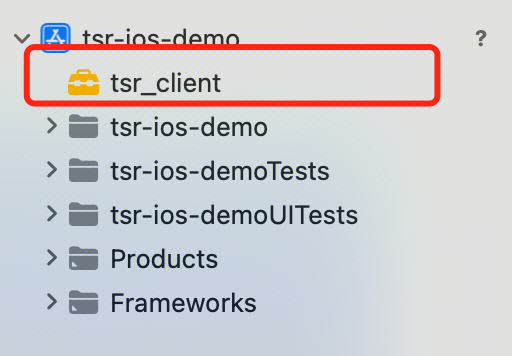 tsr-ios-demo ?
tsr_client
tsr-ios-demo
tsr-ios-demoTests
tsr-ios-demoUITests
Products
Frameworks